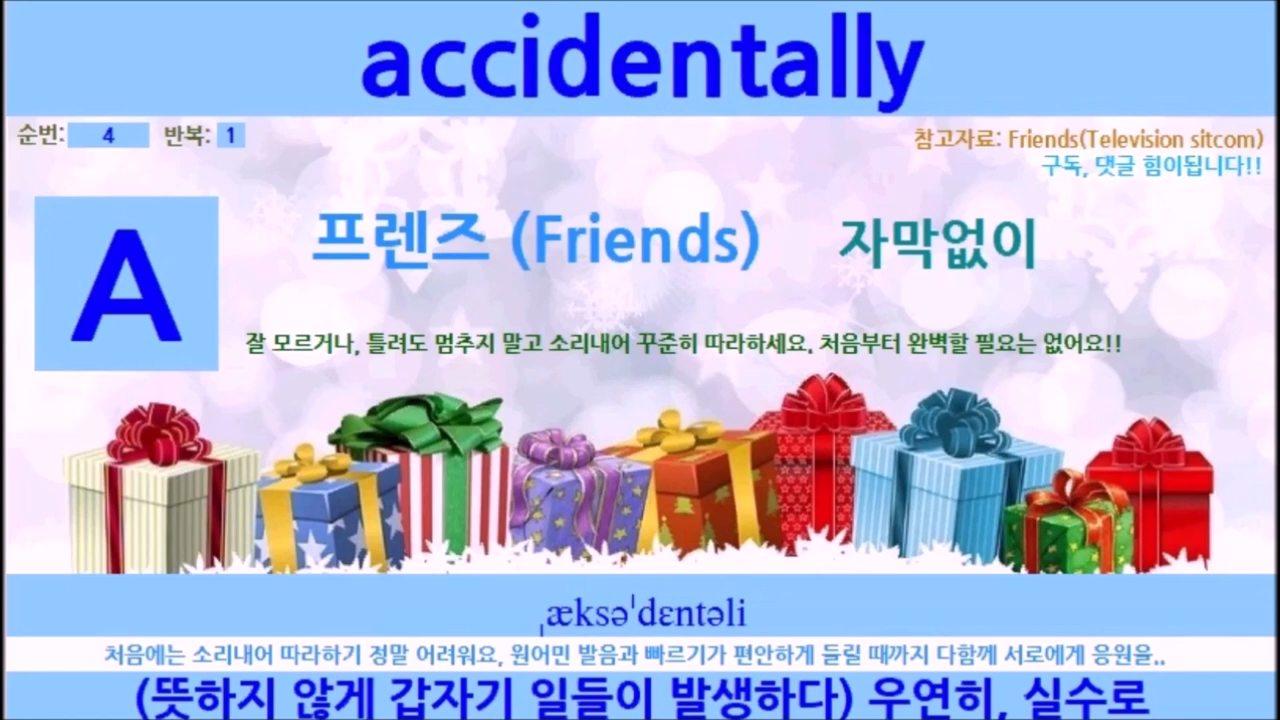 accidentally
순번: 4 반복: 1
참고자료: Friends(Television sitcom)
구독, 댓글 힘이됩니다!!
A
프렌즈 (Friends) 자막없이
잘 모르거나, 틀려도 멈추지 말고 소리내어 꾸준히 따라하세요. 처음부터 완벽할 필요는 없어요!!
ˌæksəˈdɛntəli
처음에는 소리내어 따라하기 정말 어려워요, 원어민 발음과 빠르기가 편안하게 들릴 때까지 다함께 서로에게 응원을..
(뜻하지 않게 갑자기 일들이 발생하다) 우연히, 실수로